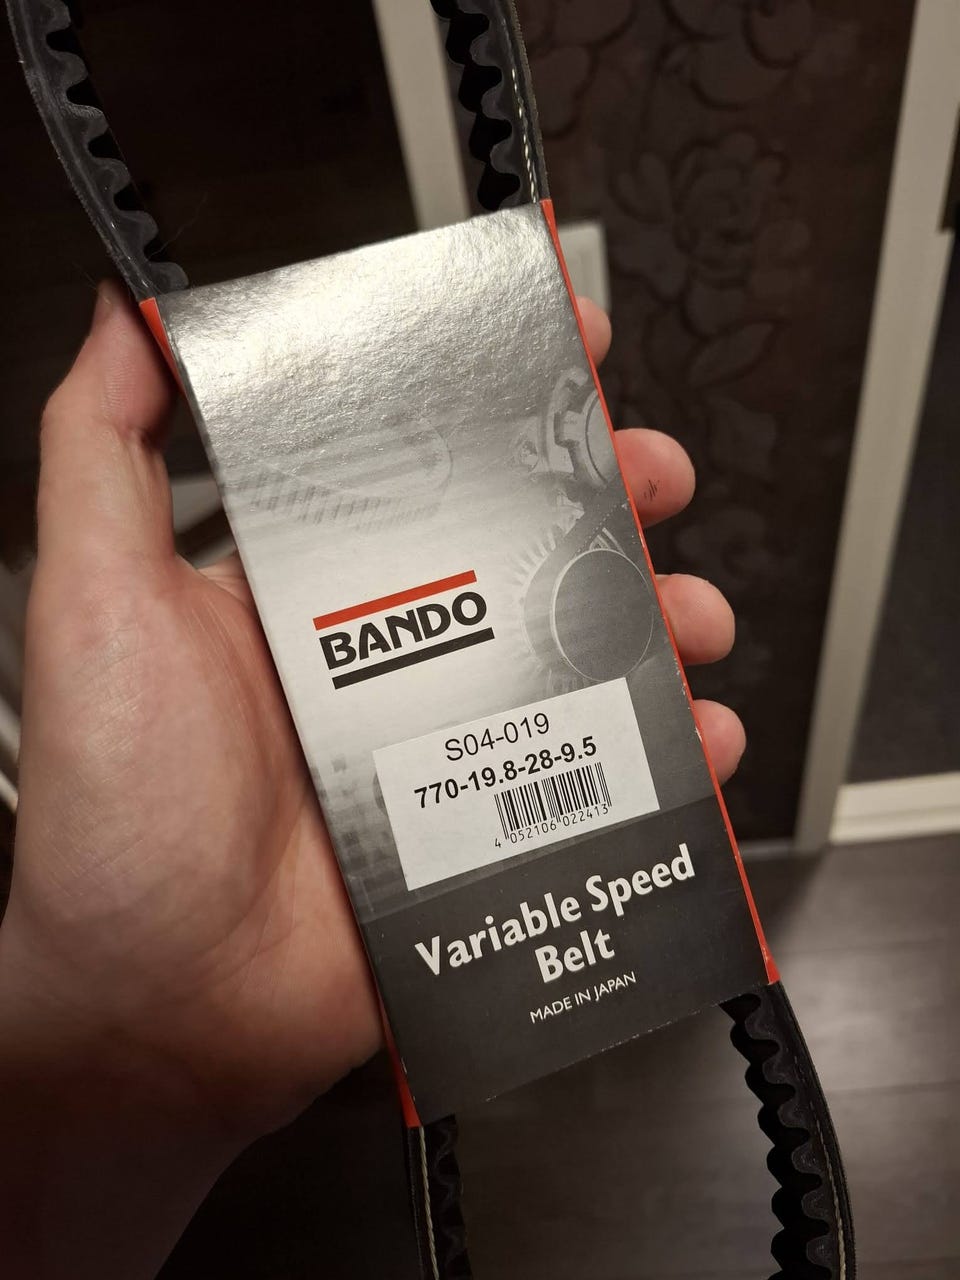 BANDO
S04-019
770-19.8-28-9.5
4 052106 022413
Variable Speed
Belt
MADE IN JAPAN